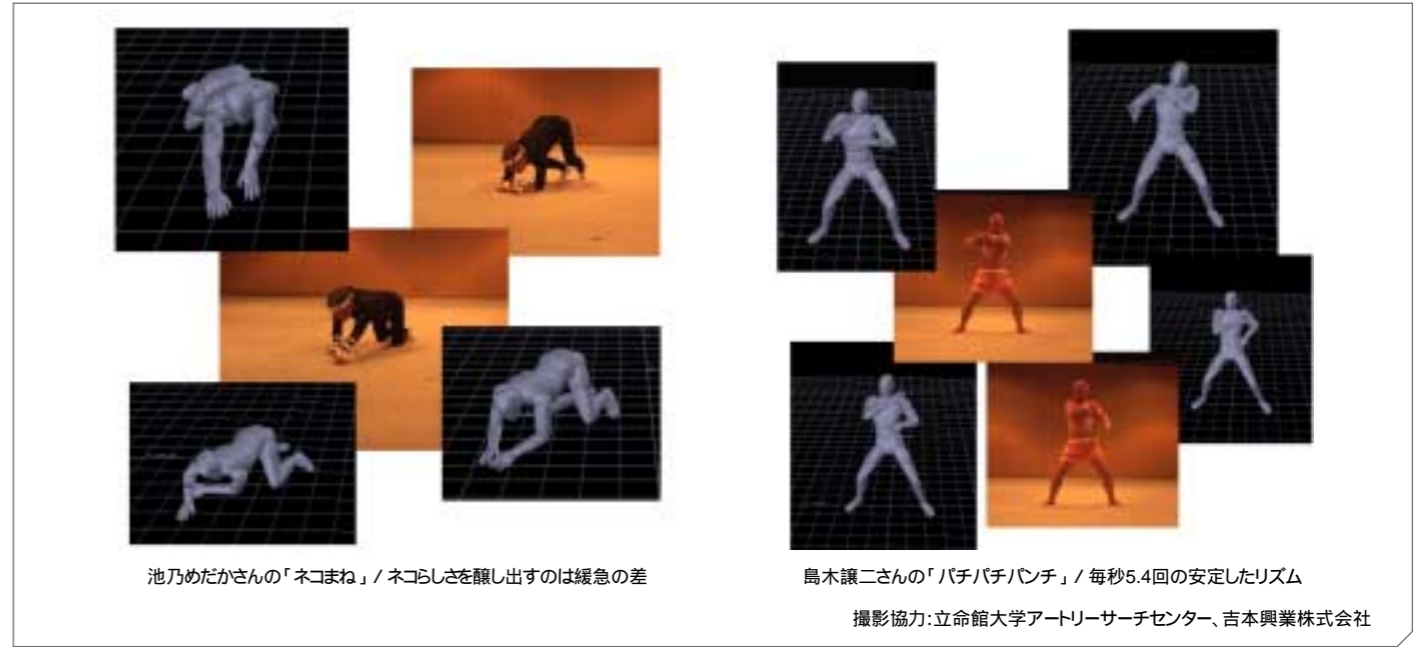 池乃めだかさんの「ネコまね」 / ネコらしさを醸し出すのは緩急の差
島木譲二さんの「パチパチパンチ」 / 毎秒5.4回の安定したリズム
撮影協力:立命館大学アートリーサーチセンター、吉本興業株式会社